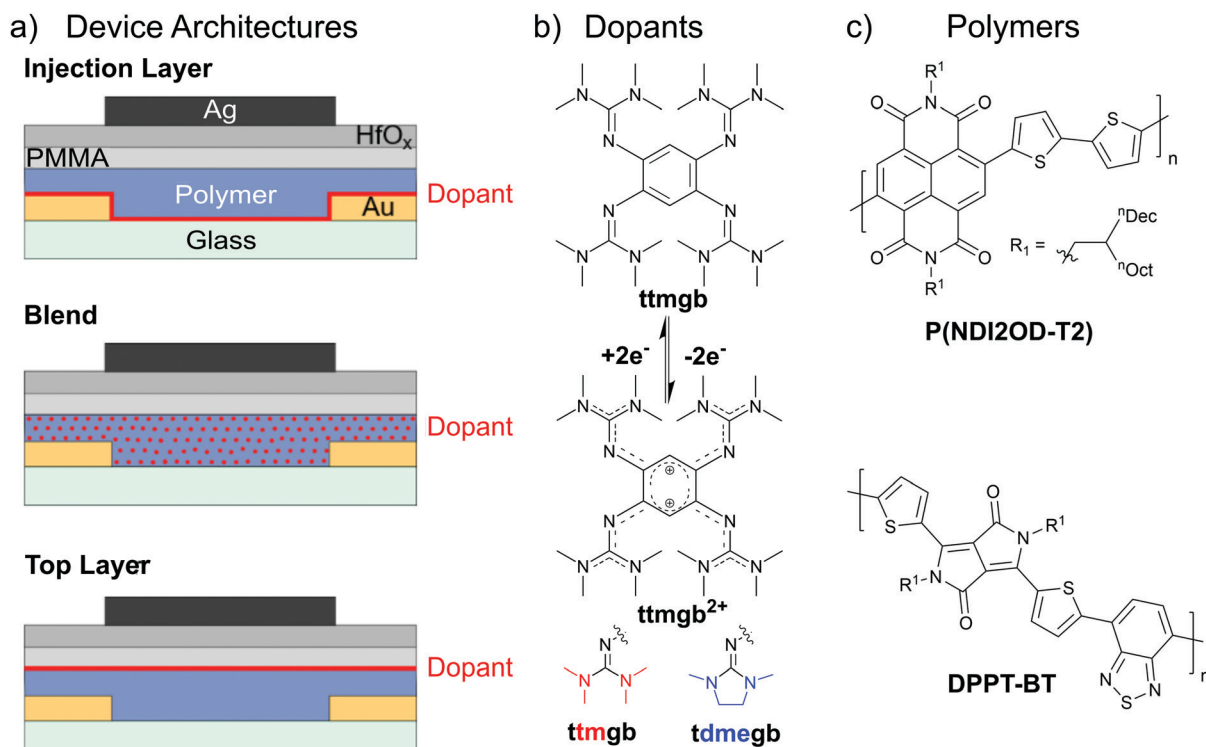 a) Device Architectures
Injection Layer
Ag
HfOx
PMMA
Polymer
Dopant
Au
Glass
Blend
Dopant
Top Layer
Dopant
b) Dopants
N N N N
N N
N N
N N N N
ttmgb
+2e- -2e-
N N N N
N N
⊕
⊕
N N
N N N N
ttmgb2+
N N
N N N N
ttmgb tdmegb
c) Polymers
R1
O N O
S
S
n
O N O
R1
R1 =
nDec
nOct
P(NDI2OD-T2)
S
O
N R1
R1 N
O
S
N S N
n
DPPT-BT